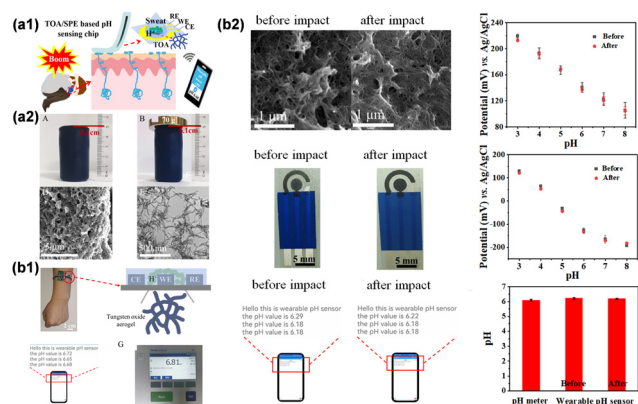 (a1)
TOA/SPE based pH
sensing chip
Sweat
RE
WE
CE
H
TOA
Boom
(a2)
A
1cm
B
1cm
(b1)
CE
H
WE
RE
Tungsten oxide
aerogel
Hello this is wearable pH sensor
the pH value is 6.72
the pH value is 6.65
the pH value is 6.68
G
6.81
(b2)
before impact
after impact
1 μm
1 μm
before impact
after impact
5 mm
5 mm
before impact
after impact
Hello this is wearable pH sensor
the pH value is 6.29
the pH value is 6.18
the pH value is 6.18
Hello this is wearable pH sensor
the pH value is 6.22
the pH value is 6.18
the pH value is 6.18
Potential (mV) vs. Ag/AgCl
240
200
160
120
80
Before
After
3 4 5 6 7 8
pH
Potential (mV) vs. Ag/AgCl
200
100
0
-100
-200
Before
After
3 4 5 6 7 8
pH
pH
7
6
5
4
3
2
1
0
Before
After
pH meter
Wearable pH sensor